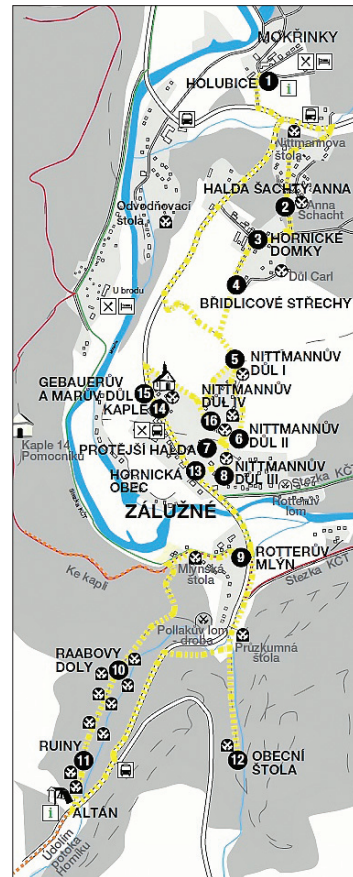 MOKŘINKY
HOLUBICE
1
i
Nittmannova
štola
HALDA ŠACHTY ANNA
2
Anna
Schacht
Odvodňovací
štola
3
HORNICKÉ
DOMKY
Důl Carl
4
BŘIDLICOVÉ STŘECHY
U brodu
5
NITTMANNŮV
DŮL I
GEBAUERŮV
A MARŮV DŮL
15
KAPLE
14
NITTMANNŮV
DŮL IV
16
6
NITTMANNŮV
DŮL II
Kaple 14
Pomocníků
PROTĚJŠÍ HALDA
7
HORNICKÁ
OBEC
13
8
NITTMANNŮV
DŮL III
Stezka KČT
Rotterův
lom
ZÁLUŽNÉ
Ke kapli
Mlýnská
štola
9
ROTTERŮV
MLÝN
Stezka KČT
Pollakův lom -
droba
Průzkumná
štola
RAABOVY
DOLY
10
RUINY
11
12
OBECNÍ
ŠTOLA
i
ALTÁN
Údolím
potoka
Horníku